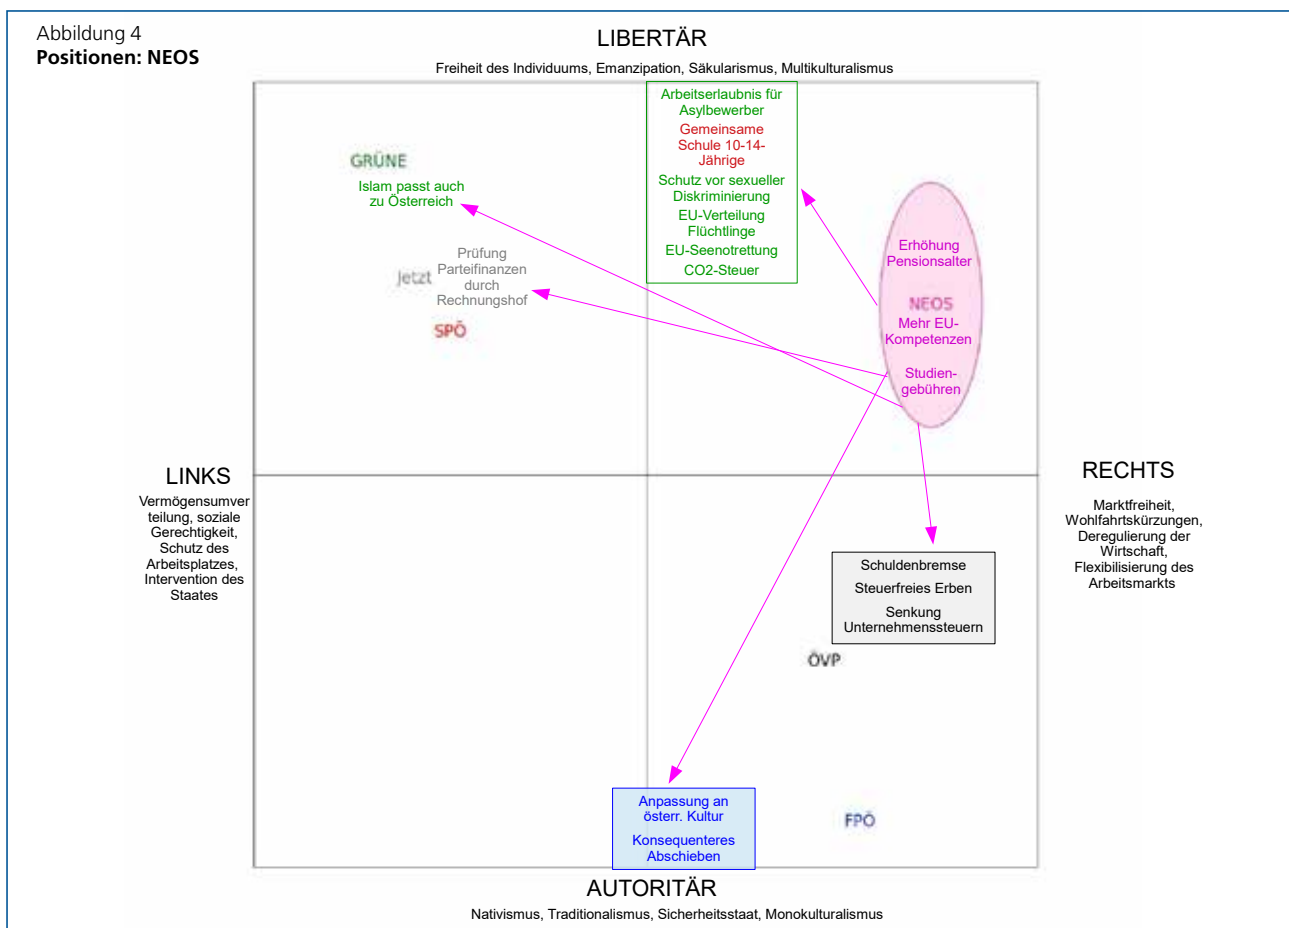 Abbildung 4
Positionen: NEOS
LIBERTÄR
Freiheit des Individuums, Emanzipation, Säkularismus, Multikulturalismus
Arbeitserlaubnis für
Asylbewerber
Gemeinsame
Schule 10-14-
Jährige
Schutz vor sexueller
Diskriminierung
EU-Verteilung
Flüchtlinge
EU-Seenotrettung
CO2-Steuer
GRÜNE
Islam passt auch
zu Österreich
Jetzt
Prüfung
Parteifinanzen
durch
Rechnungshof
SPÖ
Erhöhung
Pensionsalter
NEOS
Mehr EU-
Kompetenzen
Studien-
gebühren
LINKS
Vermögensumver
teilung, soziale
Gerechtigkeit,
Schutz des
Arbeitsplatzes,
Intervention des
Staates
RECHTS
Marktfreiheit,
Wohlfahrtskürzungen,
Deregulierung der
Wirtschaft,
Flexibilisierung des
Arbeitsmarkts
Schuldenbremse
Steuerfreies Erben
Senkung
Unternehmenssteuern
ÖVP
Anpassung an
österr. Kultur
Konsequenteres
Abschieben
FPÖ
AUTORITÄR
Nativismus, Traditionalismus, Sicherheitsstaat, Monokulturalismus